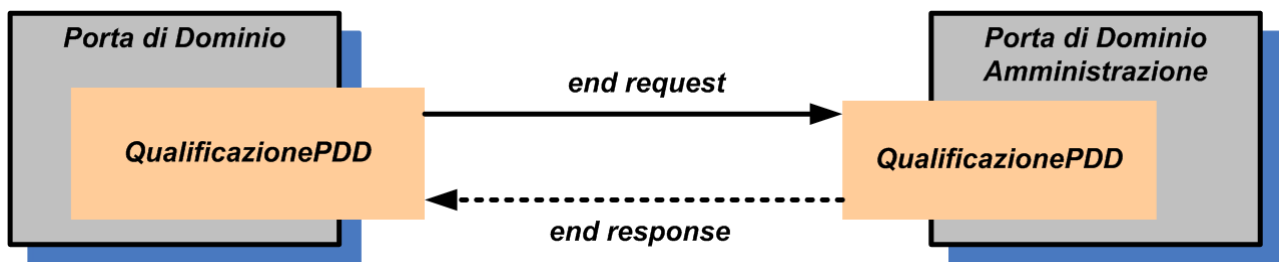 Porta di Dominio
QualificazionePDD
end request
end response
Porta di Dominio
Amministrazione
QualificazionePDD